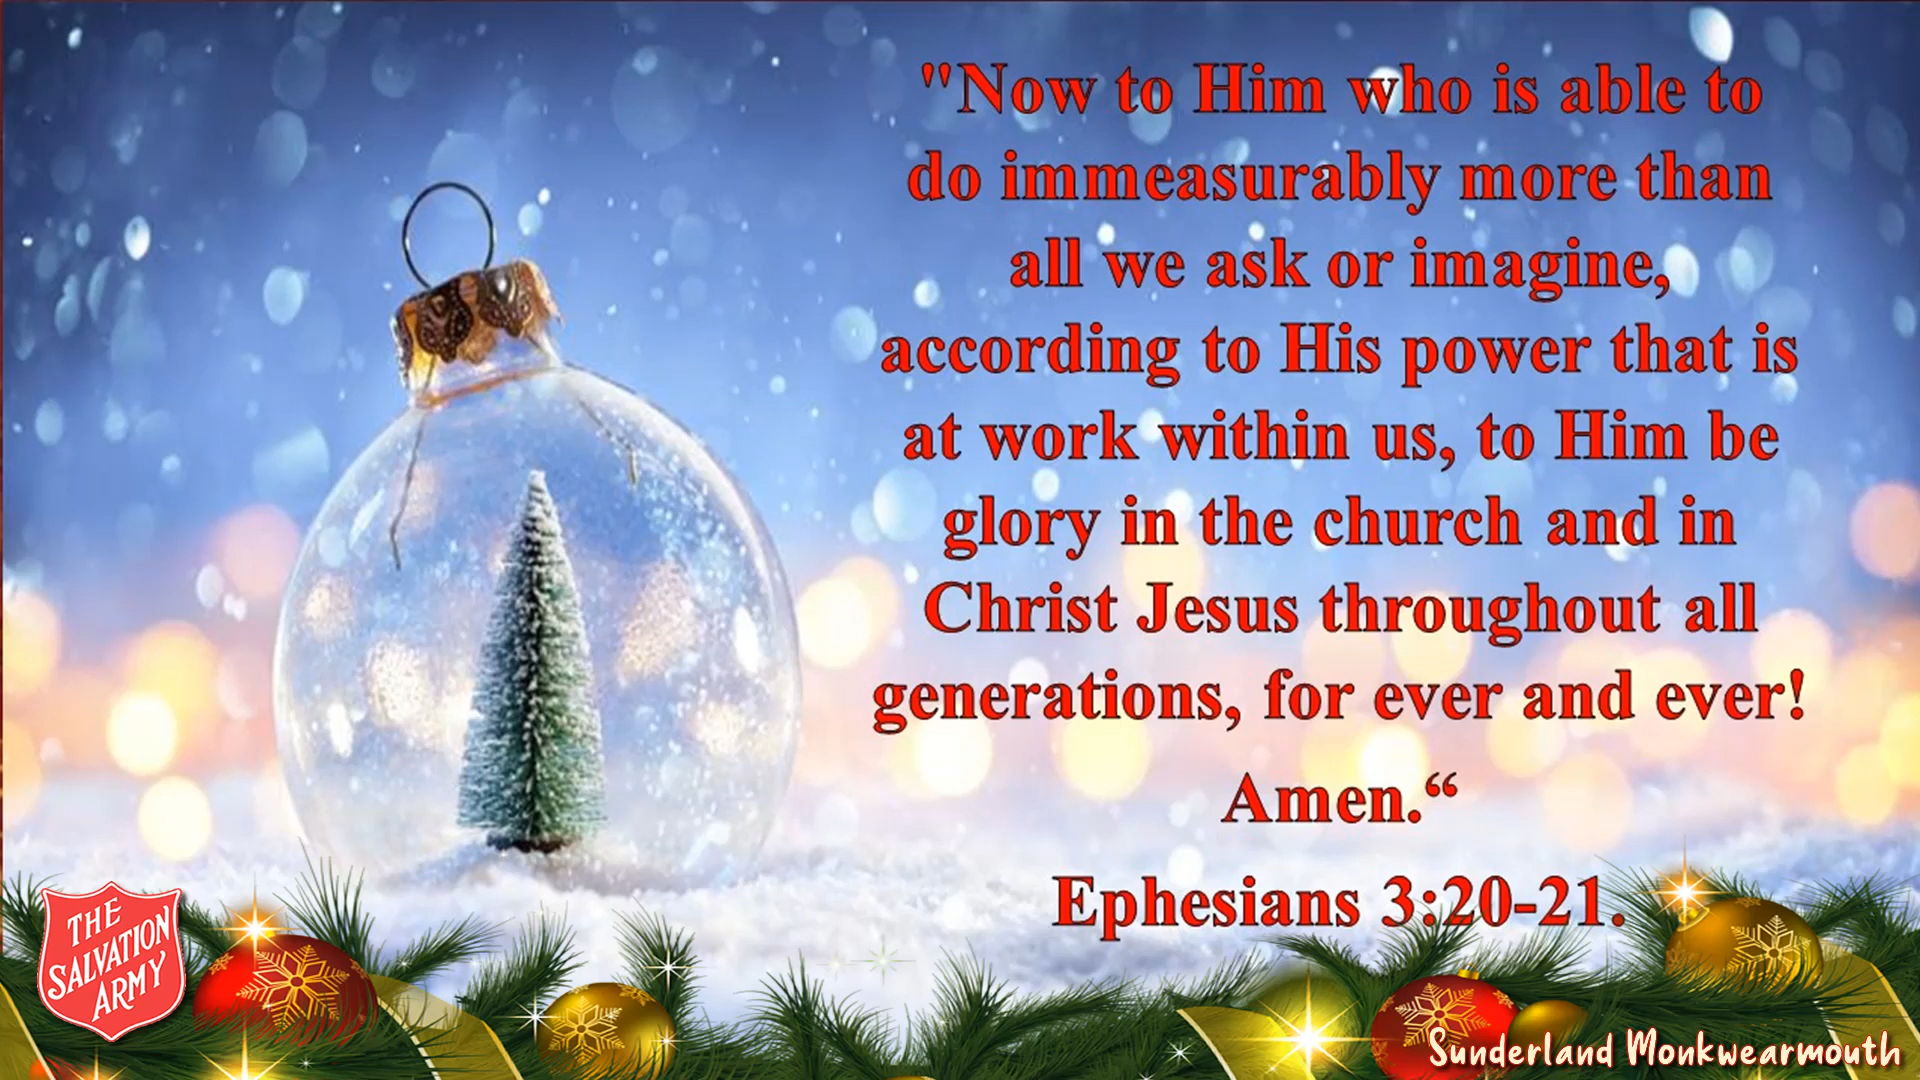 "Now to Him who is able to
do immeasurably more than
all we ask or imagine,
according to His power that is
at work within us, to Him be
glory in the church and in
Christ Jesus throughout all
generations, for ever and ever!
Amen.“
Ephesians 3:20-21.
THE
SALVATION
ARMY
Sunderland Monkwearmouth